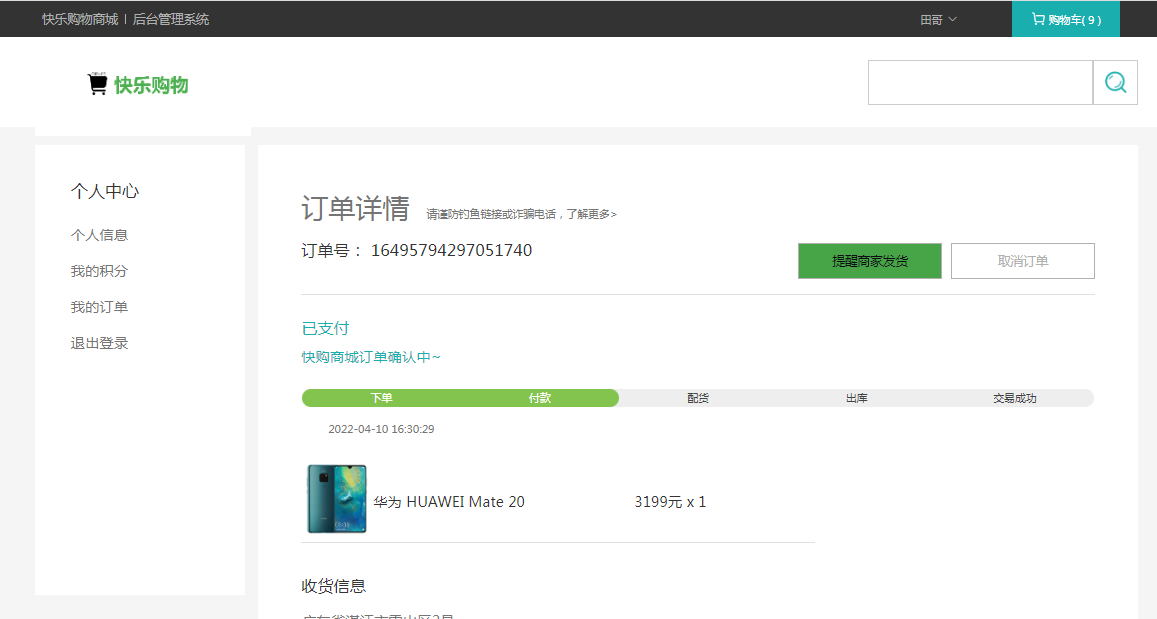 快乐购物商城 | 后台管理系统
田哥
购物车( 9 )
快乐购物
个人中心
个人信息
我的积分
我的订单
退出登录
订单详情 请谨防钓鱼链接或诈骗电话，了解更多>
订单号： 16495794297051740
提醒商家发货
取消订单
已支付
快购商城订单确认中~
下单 付款 配货 出库 交易成功
2022-04-10 16:30:29
华为 HUAWEI Mate 20 3199元 x 1
收货信息